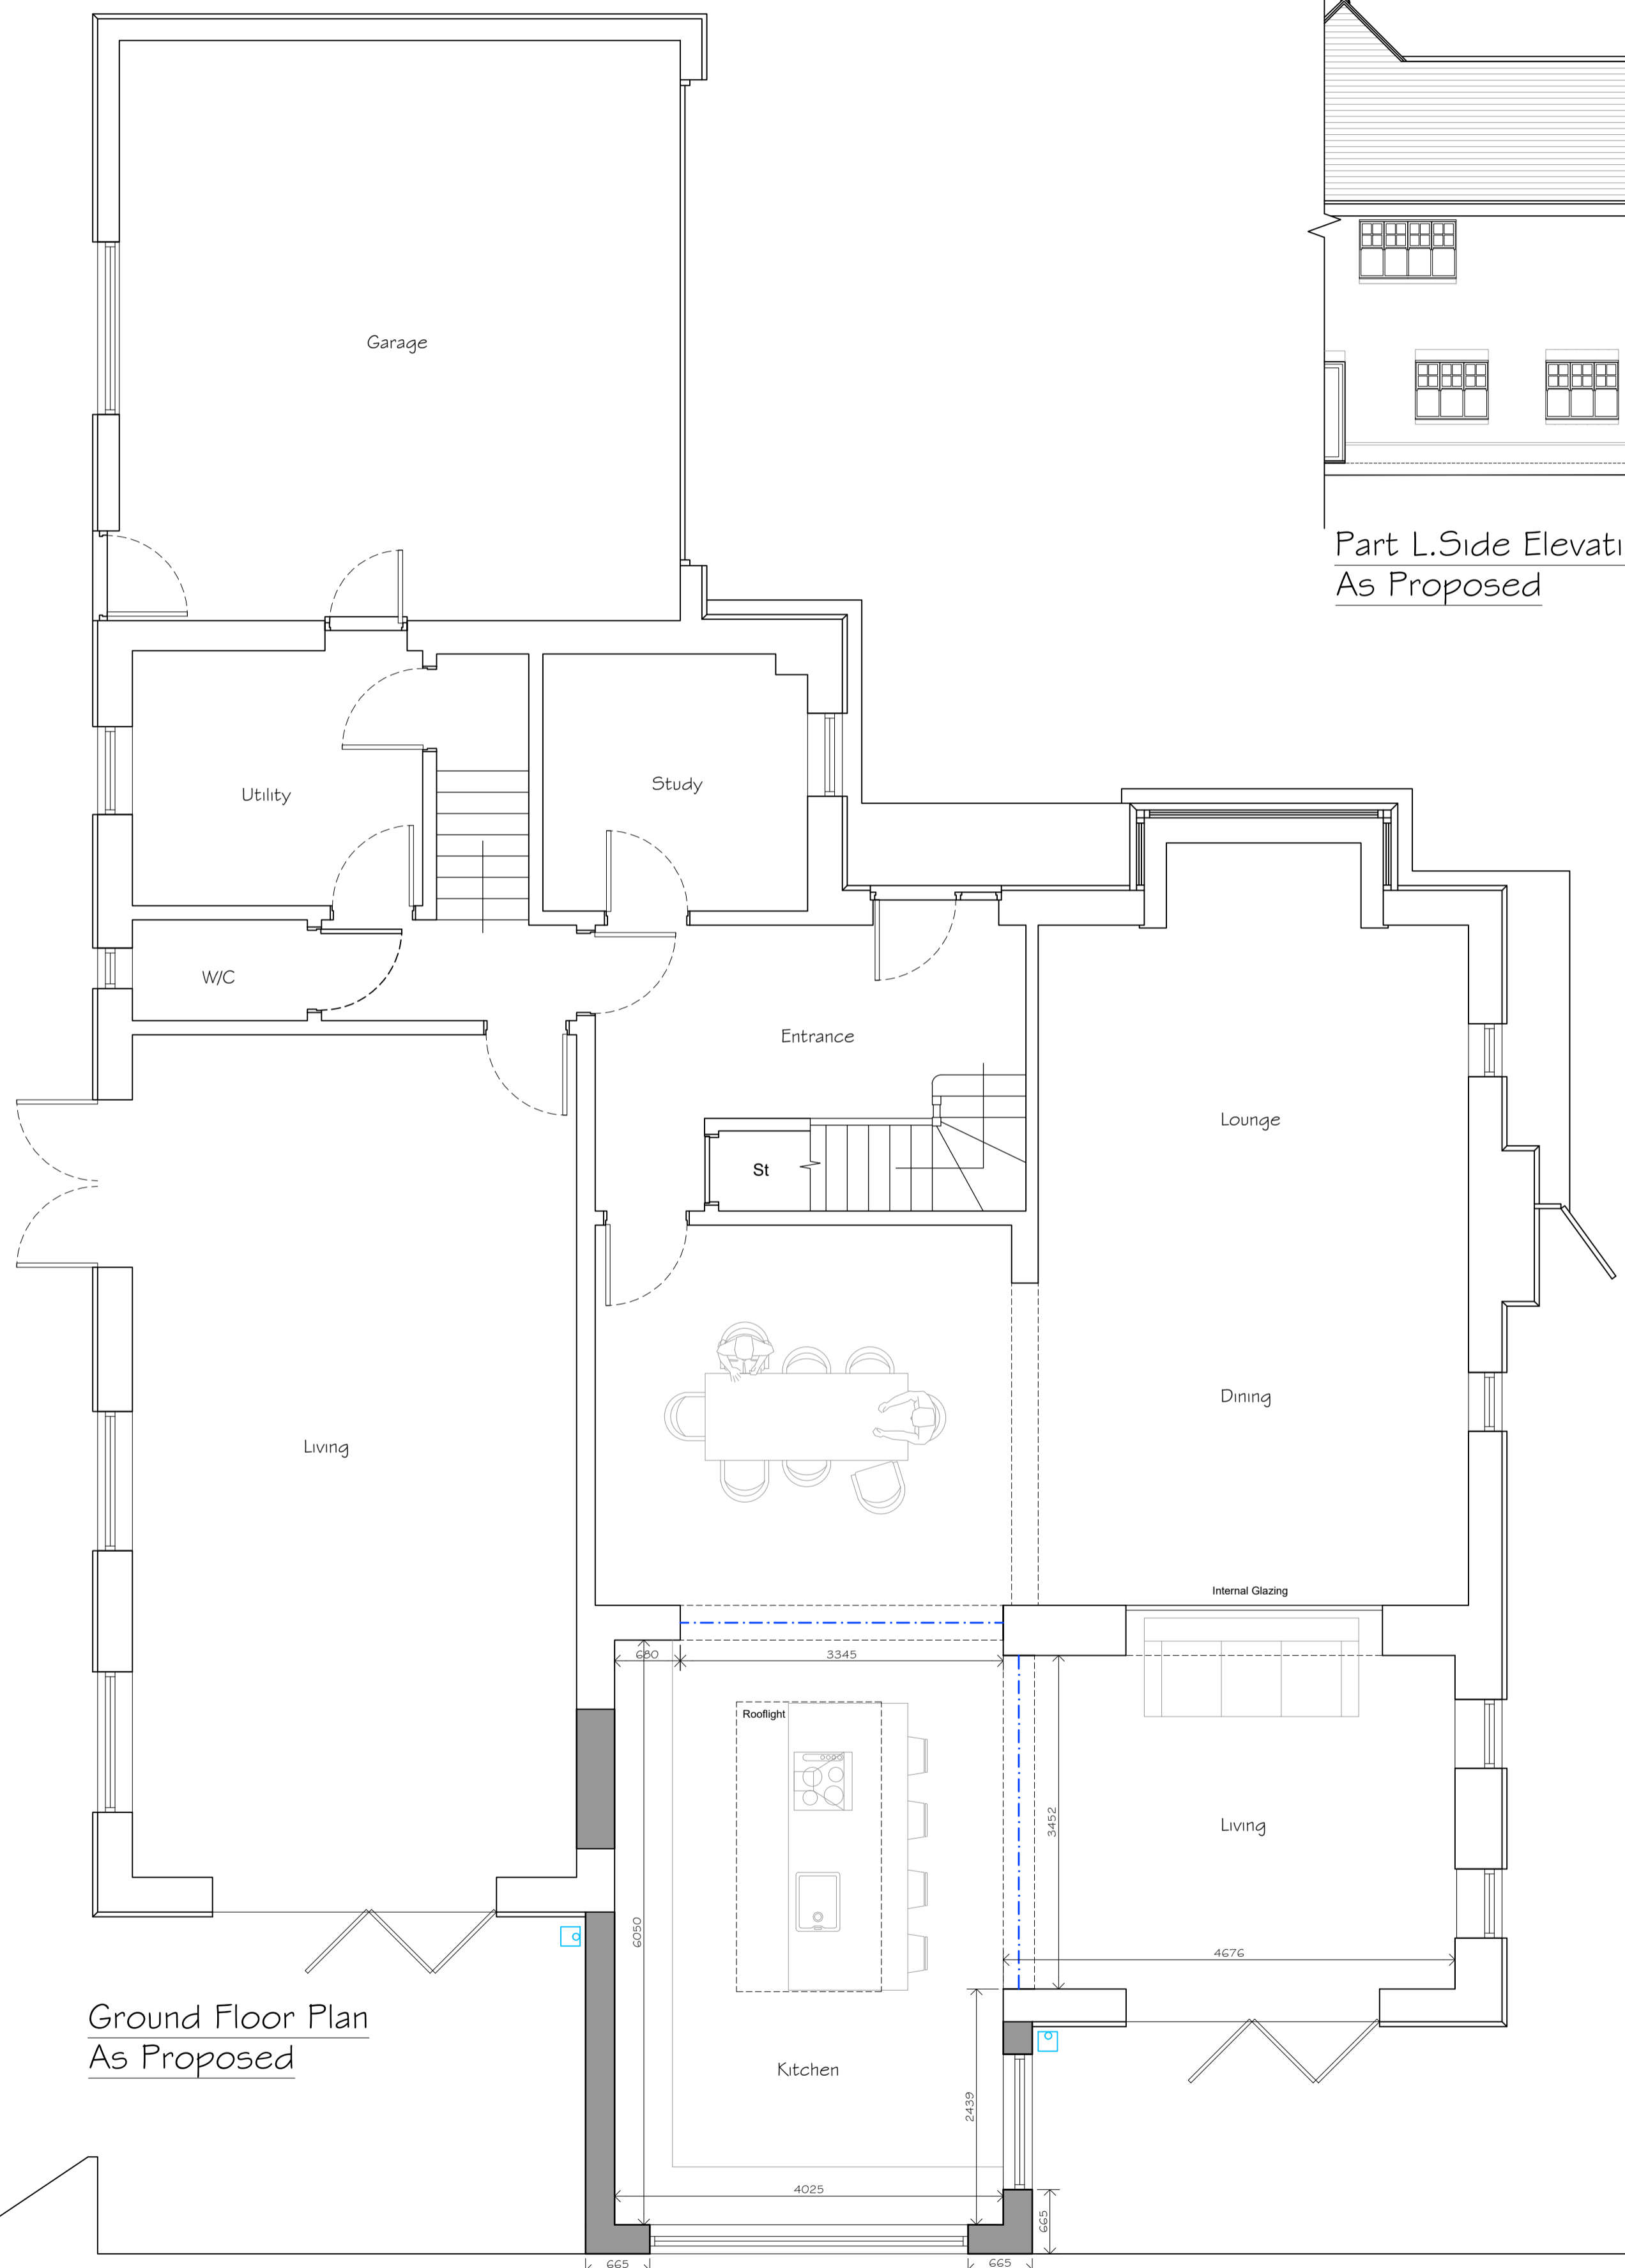 Garage
Part L.Side Elevati
As Proposed
Utility
Study
W/C
Entrance
Lounge
St
Dining
Living
Internal Glazing
680
3345
Rooflight
3452
Living
6050
4676
Ground Floor Plan
As Proposed
Kitchen
2439
4025
665
665
665